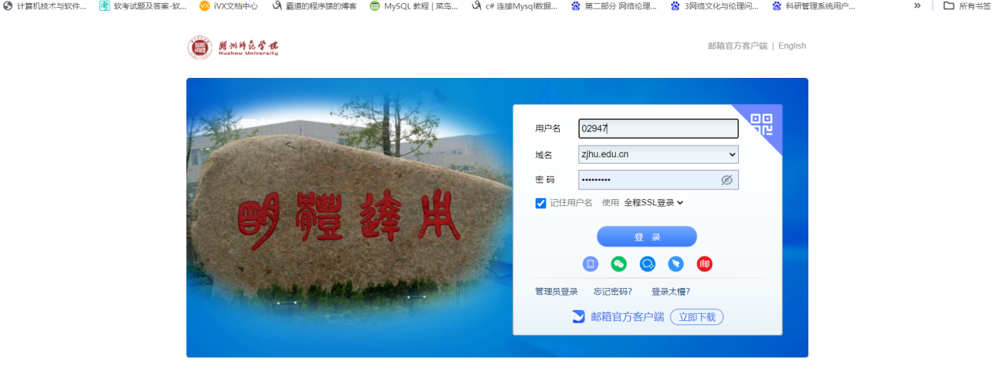 计算机技术与软件... 软考试题及答案-软... iVX文档中心 霸道的程序猿的博客 MySQL 教程 | 菜鸟... c# 连接Mysql数据... 第二部分 网络伦理... 3网络文化与伦理问... 科研管理系统用户... » 所有书签
湖州师范学院
Huzhou University
邮箱官方客户端 | English
用户名 02947
域名 zjhu.edu.cn
密 码 •••••••••
记住用户名 使用 全程SSL登录
明體達用
登 录
管理员登录 忘记密码? 登录太慢?
邮箱官方客户端 立即下载